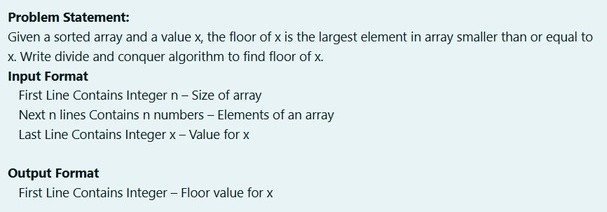 Problem Statement:
Given a sorted array and a value x, the floor of x is the largest element in array smaller than or equal to
x. Write divide and conquer algorithm to find floor of x.
Input Format
First Line Contains Integer n – Size of array
Next n lines Contains n numbers – Elements of an array
Last Line Contains Integer x – Value for x
Output Format
First Line Contains Integer – Floor value for x